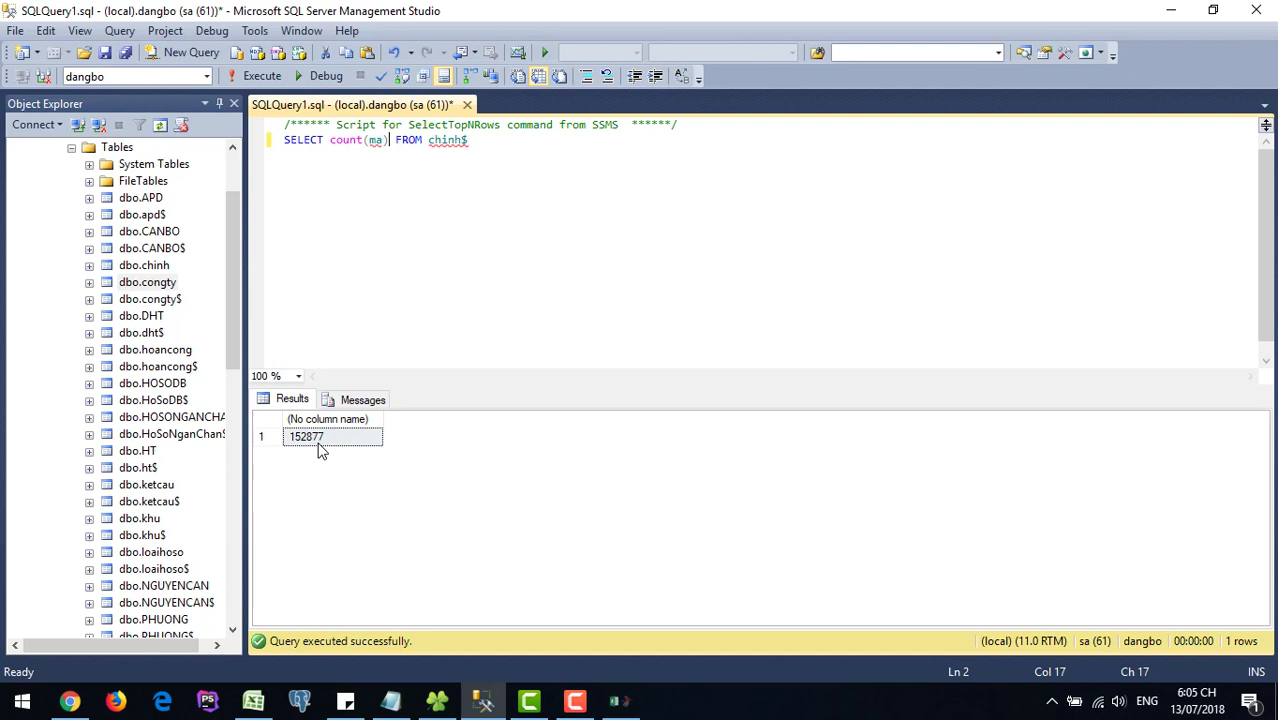 SQLQuery1.sql - (local).dangbo (sa (61))* - Microsoft SQL Server Management Studio
File Edit View Query Project Debug Tools Window Help
New Query
dangbo Execute Debug
Object Explorer
SQLQuery1.sql - (local).dangbo (sa (61))*
Connect
/****** Script for SelectTopNRows command from SSMS ******/
SELECT count(ma) FROM chinh$
Tables
System Tables
FileTables
dbo.APD
dbo.apd$
dbo.CANBO
dbo.CANBO$
dbo.chinh
dbo.congty
dbo.congty$
dbo.DHT
dbo.dht$
dbo.hoancong
dbo.hoancong$
dbo.HOSODB
dbo.HoSoDB$
dbo.HOSONGANCHA
dbo.HoSoNganChan$
dbo.HT
dbo.ht$
dbo.ketcau
dbo.ketcau$
dbo.khu
dbo.khu$
dbo.loaihoso
dbo.loaihoso$
dbo.NGUYENCAN
dbo.NGUYENCAN$
dbo.PHUONG
dbo.PHUONG$
100 %
Results Messages
(No column name)
1 152877
Query executed successfully. (local) (11.0 RTM) sa (61) dangbo 00:00:00 1 rows
Ready Ln 2 Col 17 Ch 17 INS
ENG 6:05 CH
13/07/2018